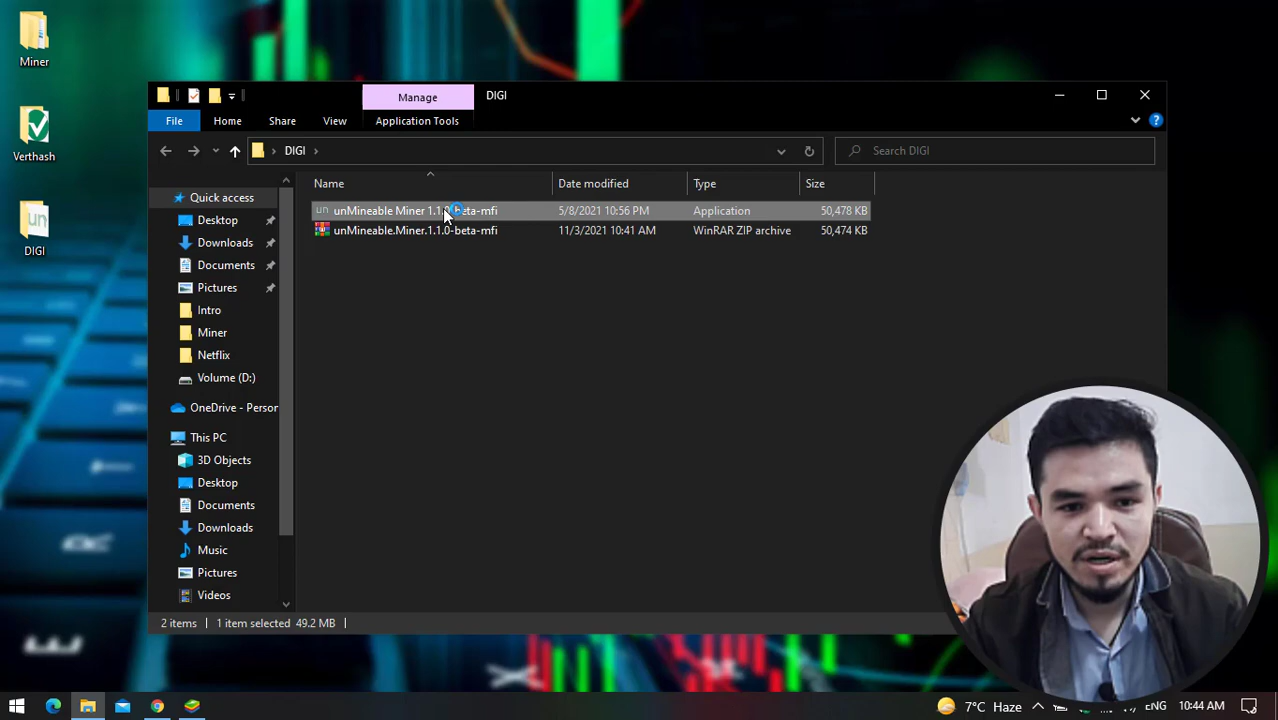 Miner
Verthash
un
DIGI
Manage
DIGI
File
Home
Share
View
Application Tools
DIGI
Search DIGI
Name
Date modified
Type
Size
Quick access
Desktop
Downloads
Documents
Pictures
Intro
Miner
Netflix
Volume (D:)
OneDrive - Person
This PC
3D Objects
Desktop
Documents
Downloads
Music
Pictures
Videos
un unMineable Miner 1.1.0-beta-mfi 5/8/2021 10:56 PM Application 50,478 KB
unMineable.Miner.1.1.0-beta-mfi 11/3/2021 10:41 AM WinRAR ZIP archive 50,474 KB
2 items
1 item selected 49.2 MB
7°C Haze
ENG
10:44 AM